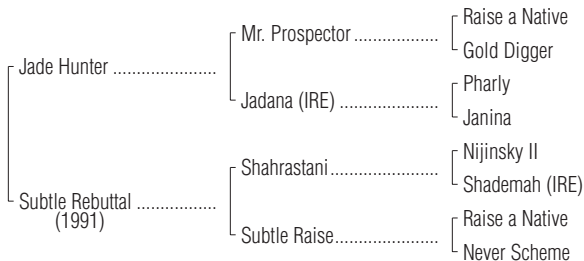 Raise a Native
Mr. Prospector ....................
Gold Digger
Jade Hunter ......................
Pharly
Jadana (IRE) .......................
Janina
Nijinsky II
Shahrastani.........................
Shademah (IRE)
Subtle Rebuttal .................
(1991)
Raise a Native
Subtle Raise........................
Never Scheme